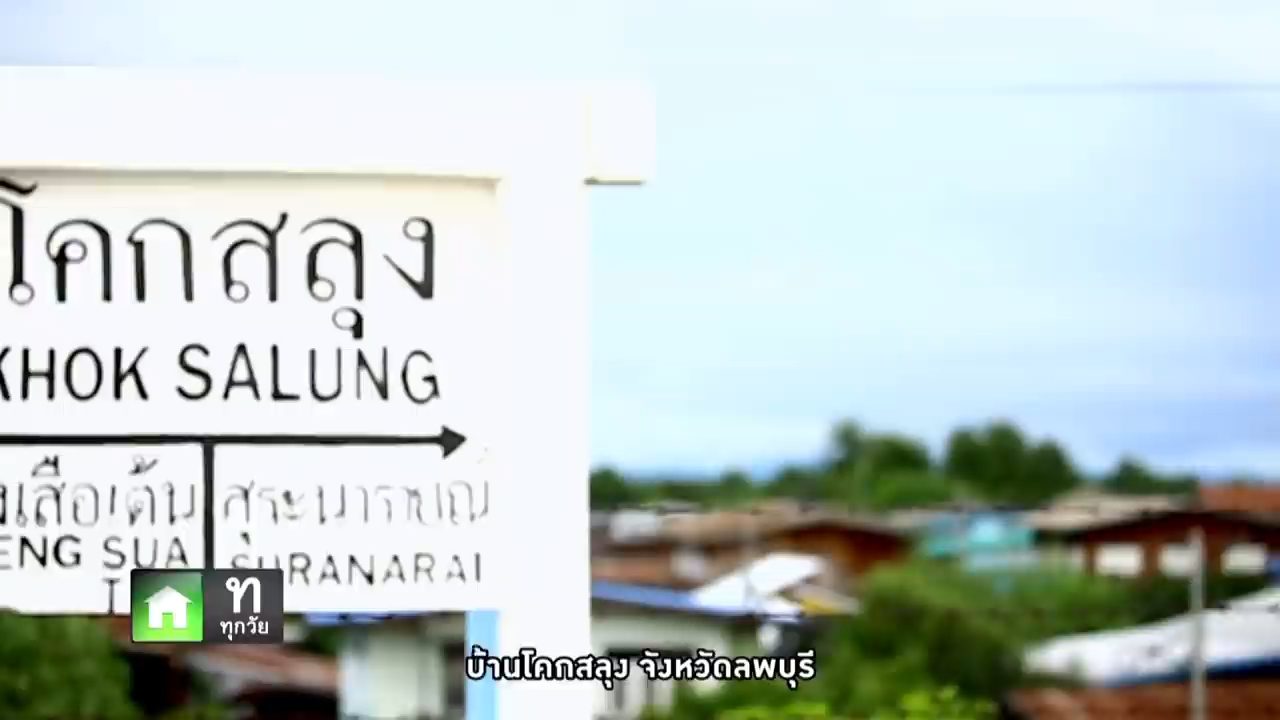 โคกสลุง
KHOK SALUNG
สุระนารายณ์
SURANARAI
ท
ทุกวัย
บ้านโคกสลุง จังหวัดลพบุรี